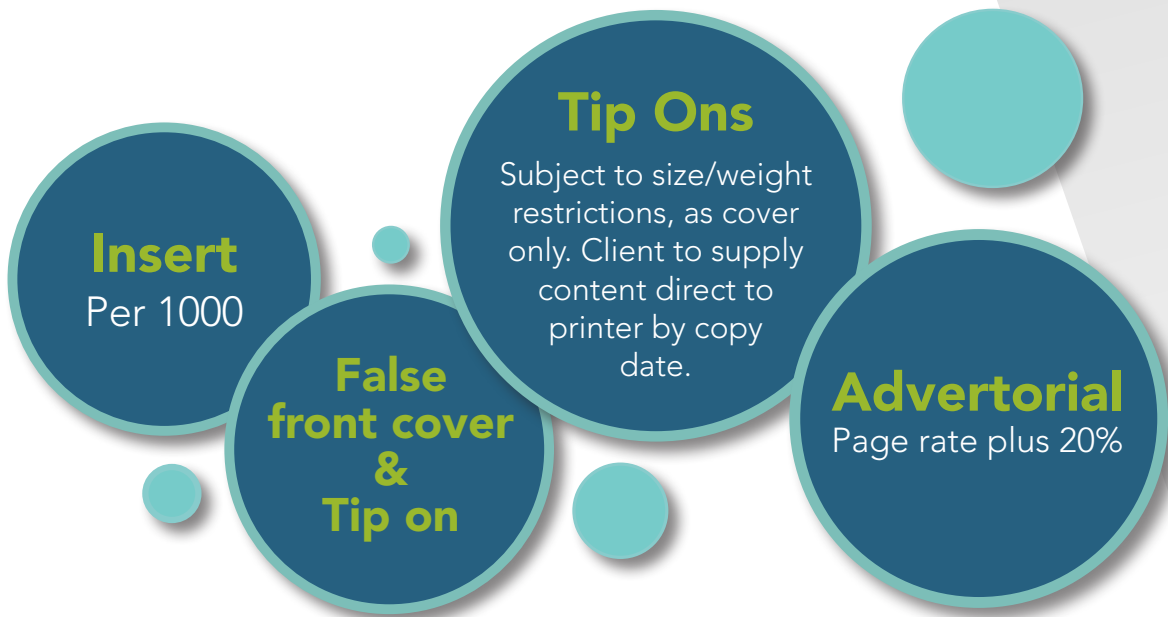 Insert
Per 1000
False
front cover
&
Tip on
Tip Ons
Subject to size/weight
restrictions, as cover
only. Client to supply
content direct to
printer by copy
date.
Advertorial
Page rate plus 20%